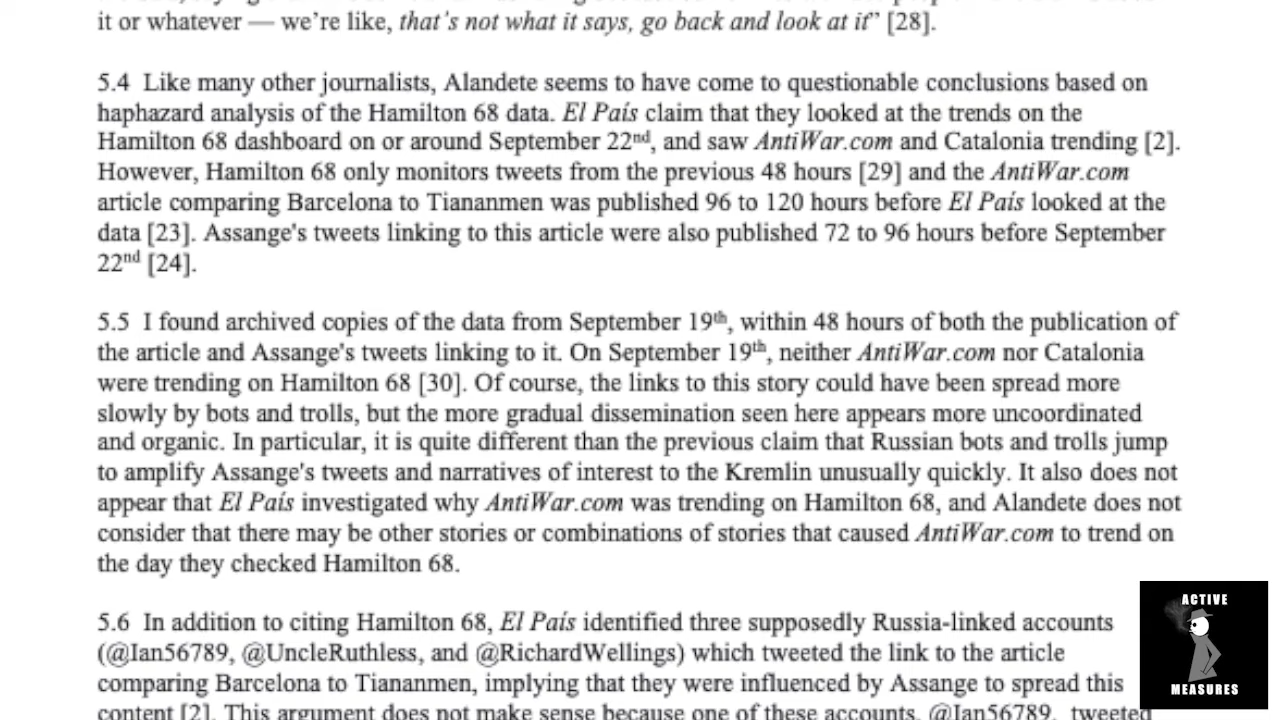 it or whatever — we're like, that's not what it says, go back and look at it" [28].
5.4 Like many other journalists, Alandete seems to have come to questionable conclusions based on
haphazard analysis of the Hamilton 68 data. El País claim that they looked at the trends on the
Hamilton 68 dashboard on or around September 22nd, and saw AntiWar.com and Catalonia trending [2].
However, Hamilton 68 only monitors tweets from the previous 48 hours [29] and the AntiWar.com
article comparing Barcelona to Tiananmen was published 96 to 120 hours before El País looked at the
data [23]. Assange's tweets linking to this article were also published 72 to 96 hours before September
22nd [24].
5.5 I found archived copies of the data from September 19th, within 48 hours of both the publication of
the article and Assange's tweets linking to it. On September 19th, neither AntiWar.com nor Catalonia
were trending on Hamilton 68 [30]. Of course, the links to this story could have been spread more
slowly by bots and trolls, but the more gradual dissemination seen here appears more uncoordinated
and organic. In particular, it is quite different than the previous claim that Russian bots and trolls jump
to amplify Assange's tweets and narratives of interest to the Kremlin unusually quickly. It also does not
appear that El País investigated why AntiWar.com was trending on Hamilton 68, and Alandete does not
consider that there may be other stories or combinations of stories that caused AntiWar.com to trend on
the day they checked Hamilton 68.
5.6 In addition to citing Hamilton 68, El País identified three supposedly Russia-linked accounts
(@Ian56789, @UncleRuthless, and @RichardWellings) which tweeted the link to the article
comparing Barcelona to Tiananmen, implying that they were influenced by Assange to spread this
content [2]. This argument does not make sense because one of these accounts, @Ian56789, tweeted
ACTIVE
MEASURES